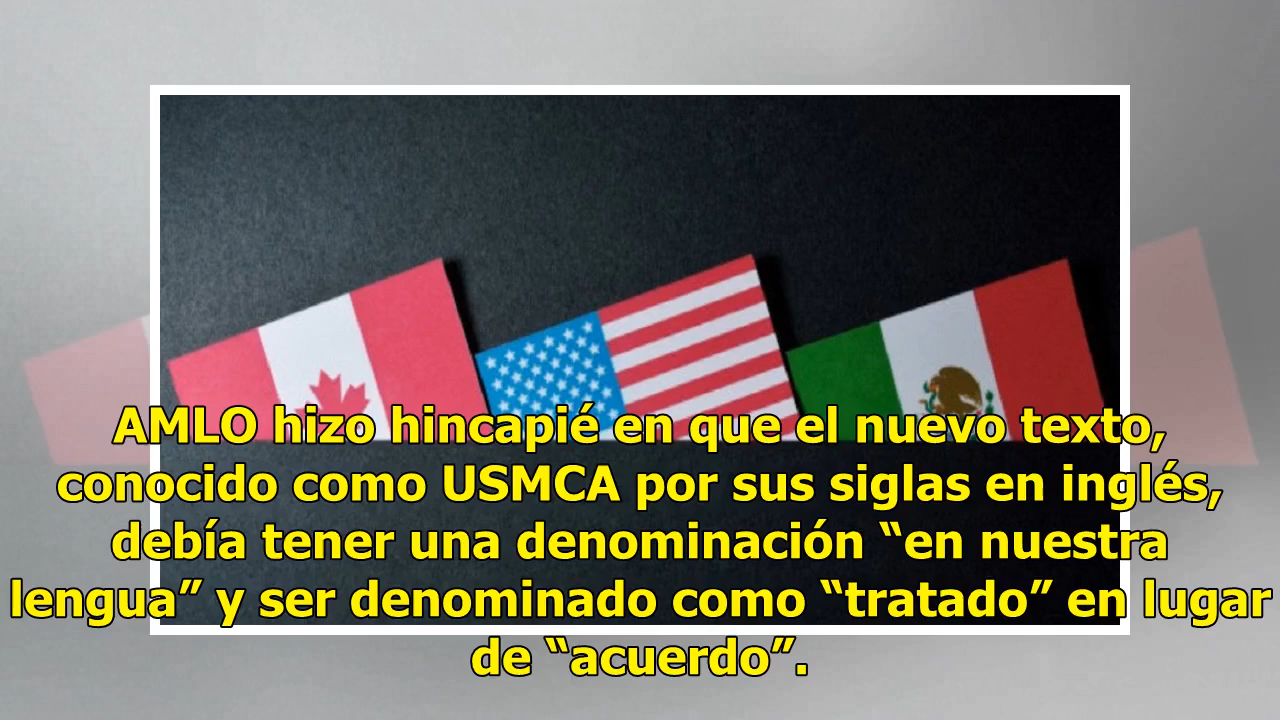 AMLO hizo hincapié en que el nuevo texto,
conocido como USMCA por sus siglas en inglés,
debía tener una denominación “en nuestra
lengua” y ser denominado como “tratado” en lugar
de “acuerdo”.